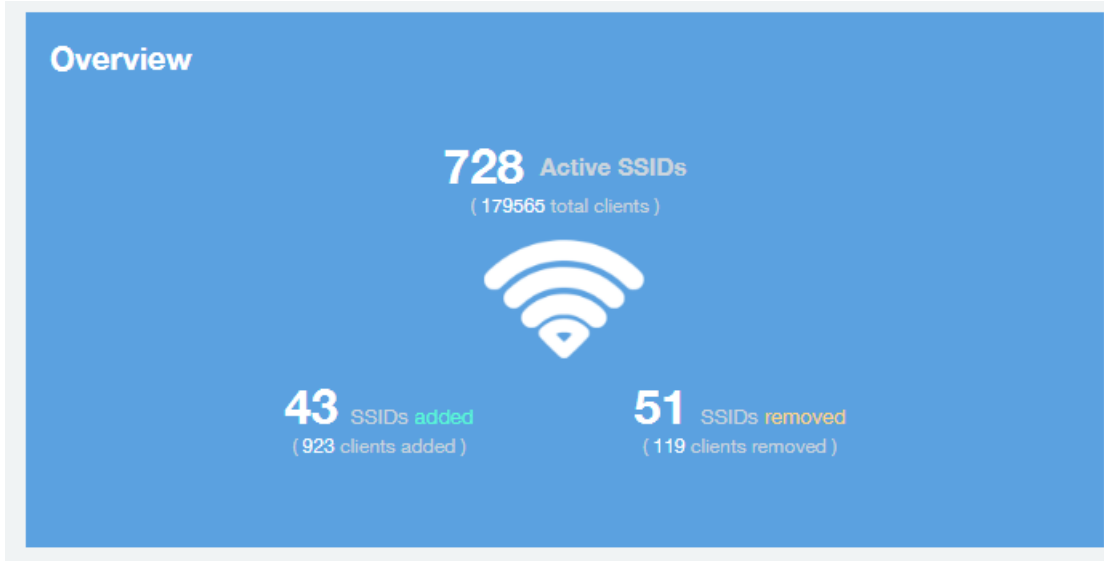 Overview
728 Active SSIDs
( 179565 total clients )
43 SSIDs added
( 923 clients added )
51 SSIDs removed
( 119 clients removed )